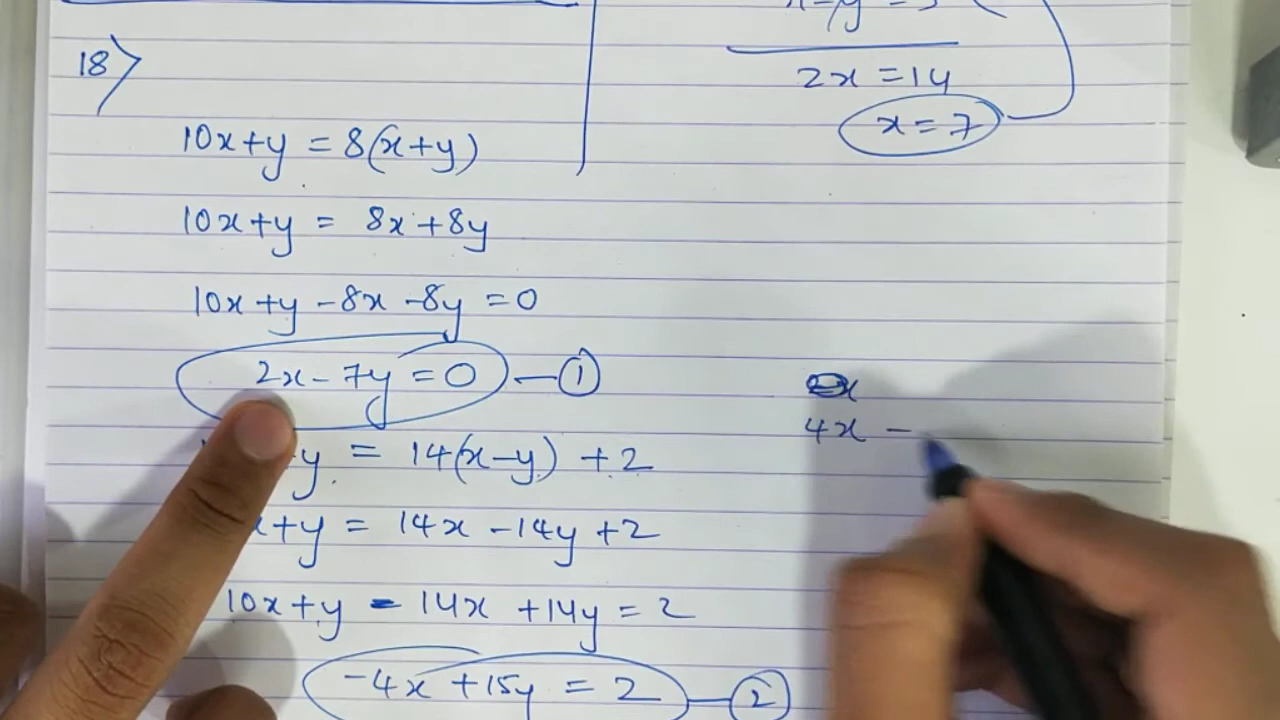 18)
10x+y = 8(x+y)
10x+y = 8x+8y
10x+y -8x -8y =0
2x- 7y =0 — ①
y = 14(x-y) +2
x+y = 14x -14y +2
10x+y - 14x +14y = 2
-4x +15y = 2 — ②
2x =14
x=7
4x -